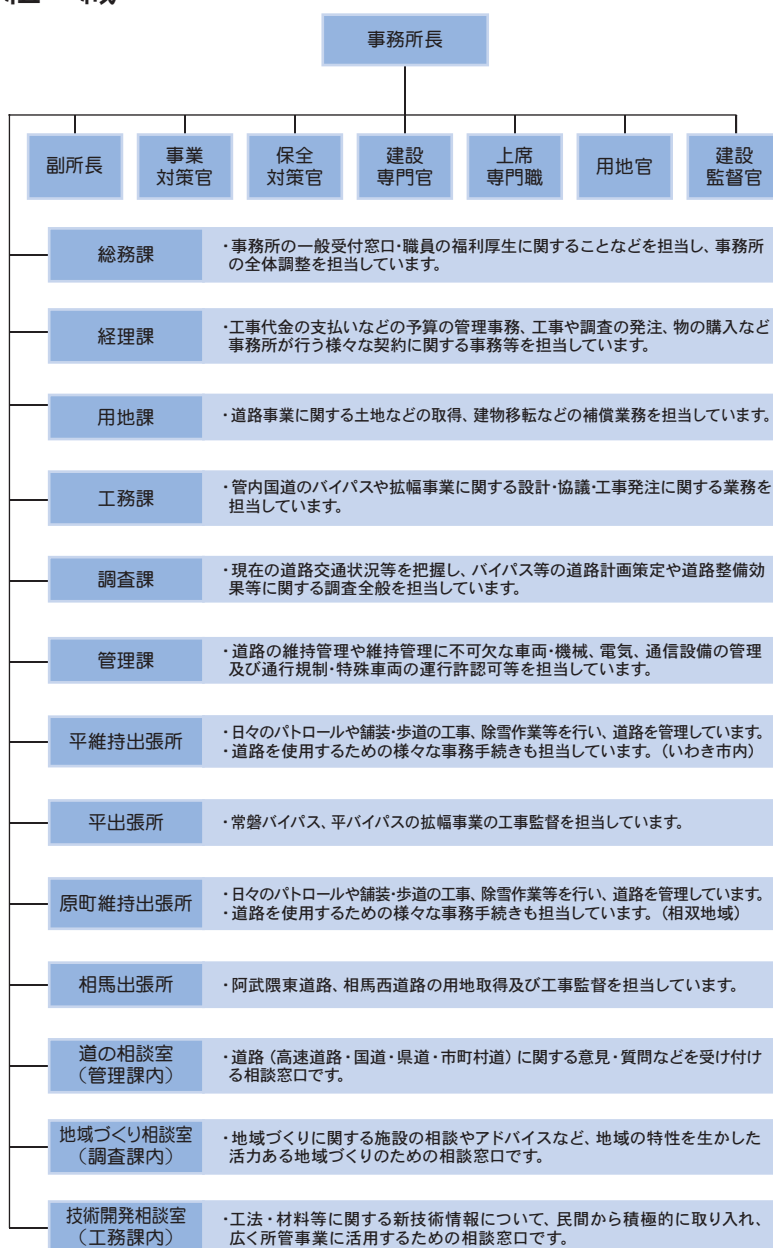 事務所長
副所長
事業
対策官
保全
対策官
建設
専門官
上席
専門職
用地官
建設
監督官
総務課
・事務所の一般受付窓口・職員の福利厚生に関することなどを担当し、事務所
の全体調整を担当しています。
経理課
・工事代金の支払いなどの予算の管理事務、工事や調査の発注、物の購入など
事務所が行う様々な契約に関する事務等を担当しています。
用地課
・道路事業に関する土地などの取得、建物移転などの補償業務を担当しています。
工務課
・管内国道のバイパスや拡幅事業に関する設計・協議・工事発注に関する業務を
担当しています。
調査課
・現在の道路交通状況等を把握し、バイパス等の道路計画策定や道路整備効
果等に関する調査全般を担当しています。
管理課
・道路の維持管理や維持管理に不可欠な車両・機械、電気、通信設備の管理
及び通行規制・特殊車両の運行許認可等を担当しています。
平維持出張所
・日々のパトロールや舗装・歩道の工事、除雪作業等を行い、道路を管理しています。
・道路を使用するための様々な事務手続きも担当しています。（いわき市内）
平出張所
・常磐バイパス、平バイパスの拡幅事業の工事監督を担当しています。
原町維持出張所
・日々のパトロールや舗装・歩道の工事、除雪作業等を行い、道路を管理しています。
・道路を使用するための様々な事務手続きも担当しています。（相双地域）
相馬出張所
・阿武隈東道路、相馬西道路の用地取得及び工事監督を担当しています。
道の相談室
（管理課内）
・道路（高速道路・国道・県道・市町村道）に関する意見・質問などを受け付け
る相談窓口です。
地域づくり相談室
（調査課内）
・地域づくりに関する施設の相談やアドバイスなど、地域の特性を生かした
活力ある地域づくりのための相談窓口です。
技術開発相談室
（工務課内）
・工法・材料等に関する新技術情報について、民間から積極的に取り入れ、
広く所管事業に活用するための相談窓口です。